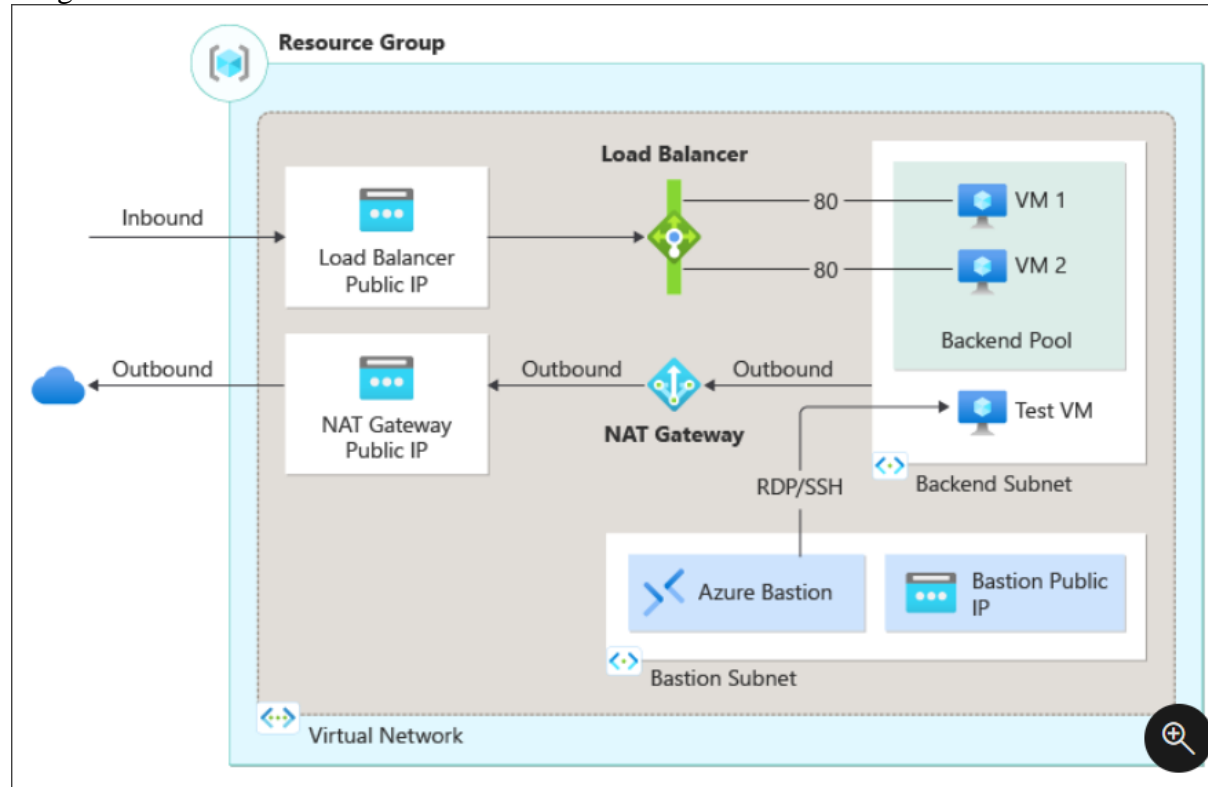 Resource Group
Load Balancer
Inbound
80
VM 1
Load Balancer
Public IP
80
VM 2
Backend Pool
Outbound
Outbound
Outbound
NAT Gateway
Public IP
NAT Gateway
Test VM
RDP/SSH
Backend Subnet
Azure Bastion
Bastion Public
IP
Bastion Subnet
Virtual Network